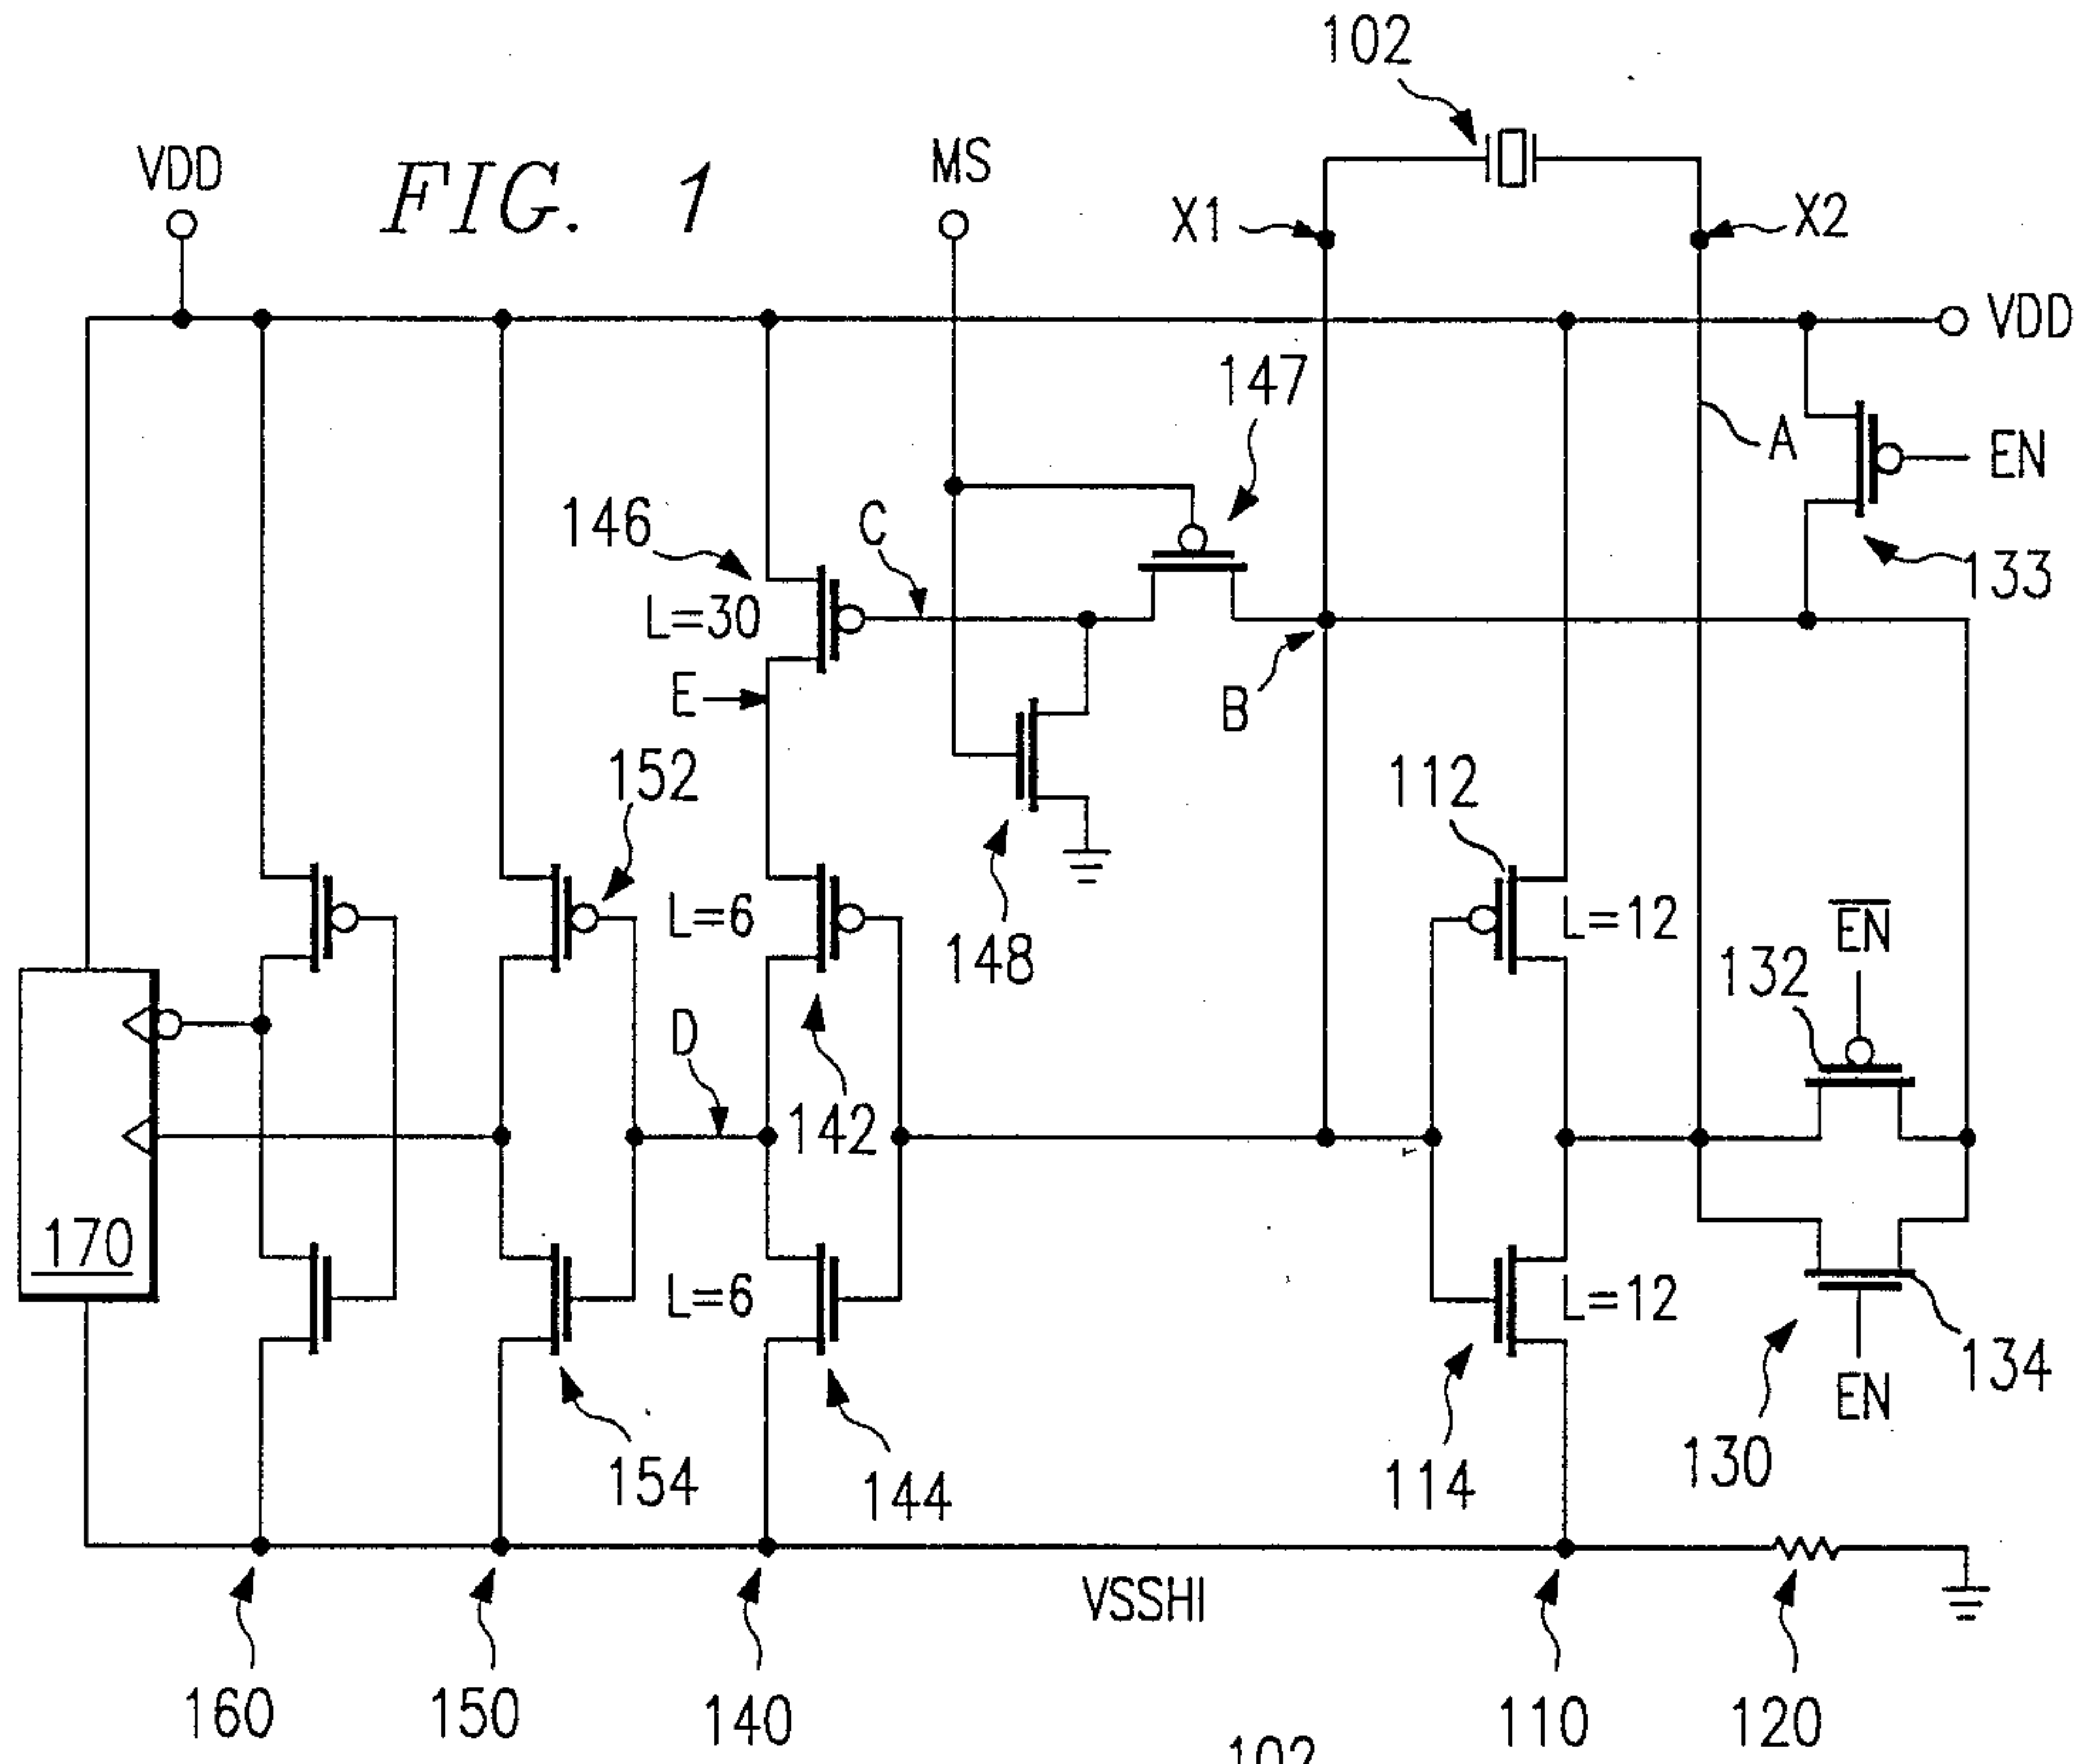 102
VDD
FIG. 1
MS
X1
X2
VDD
147
A
EN
146
C
L=30
133
E
B
152
112
L=6
148
L=12
EN
132
D
142
170
L=6
L=12
134
EN
154
144
114
130
VSSHI
160
150
140
110
120
102